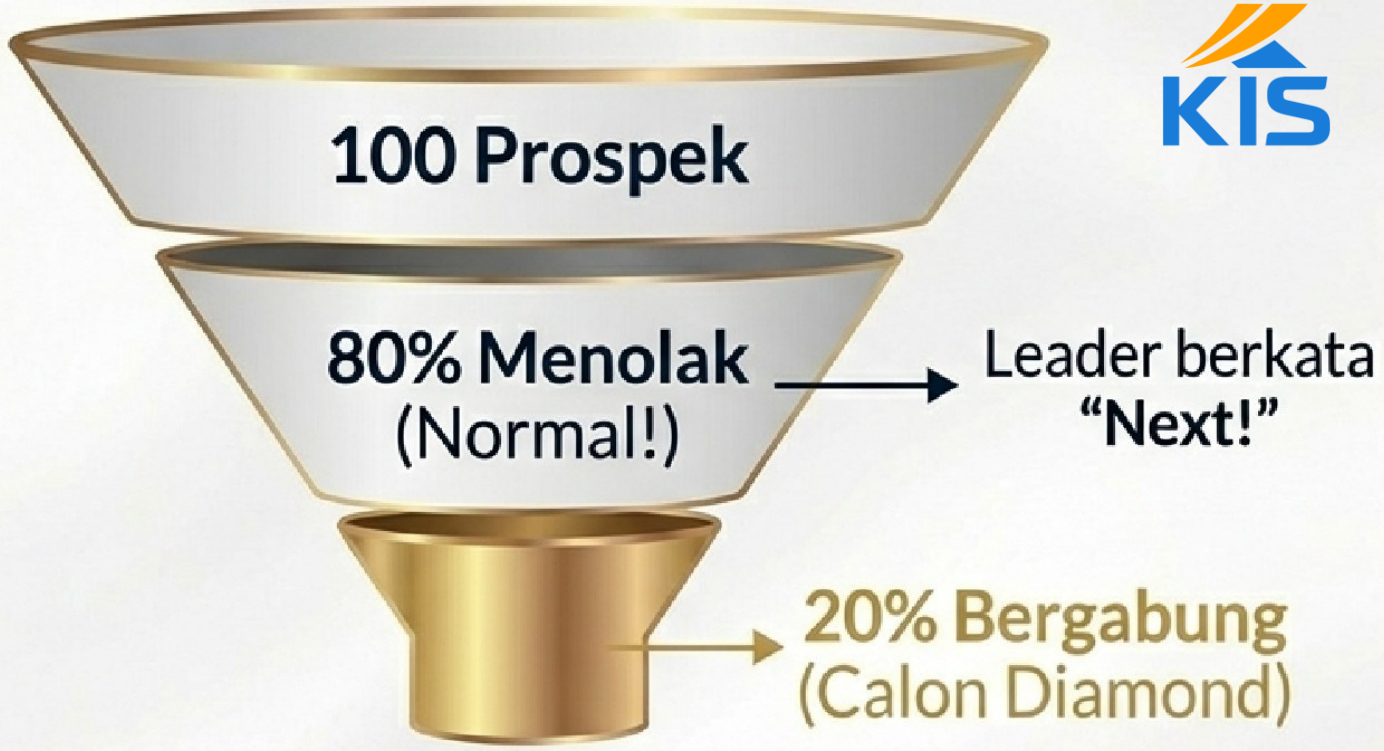 KIS
100 Prospek
80% Menolak
(Normal!)
Leader berkata
“Next!”
20% Bergabung
(Calon Diamond)